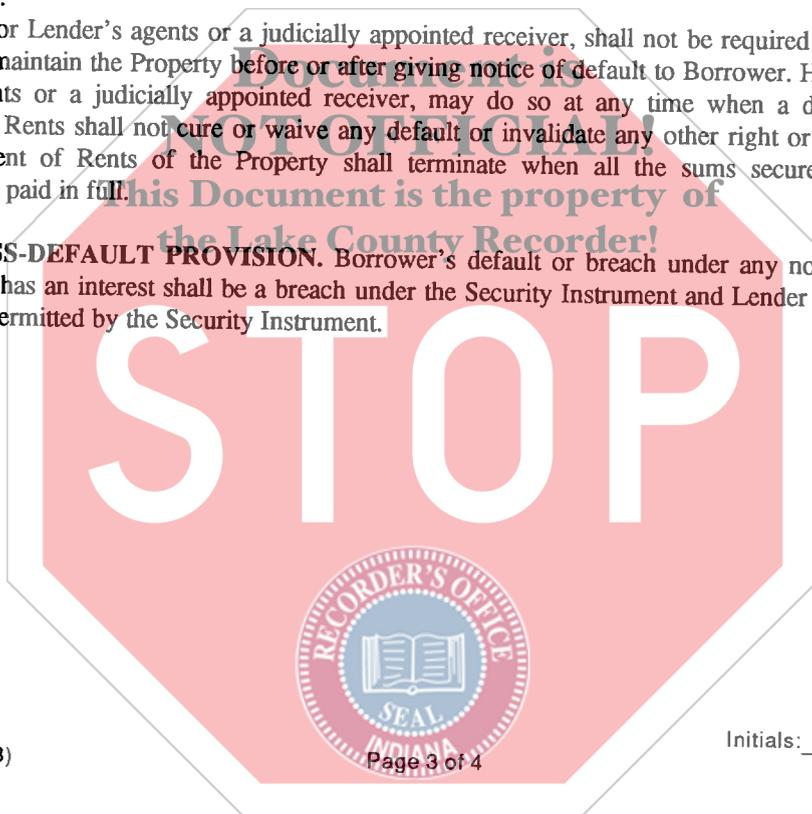 or Lender's agents or a judicially appointed receiver, shall not be required
maintain the Property before or after giving notice of default to Borrower. H
nts or a judicially appointed receiver, may do so at any time when a d
Rents shall not cure or waive any default or invalidate any other right or
ent of Rents of the Property shall terminate when all the sums secure
paid in full.
Document is
NOT OFFICIAL!
This Document is the property of
the Lake County Recorder!
SS-DEFAULT PROVISION. Borrower's default or breach under any no
has an interest shall be a breach under the Security Instrument and Lender
ermitted by the Security Instrument.
STOP
RECORDER'S OFFICE
SEAL
INDIANA
Initials:_
8)
Page 3 of 4